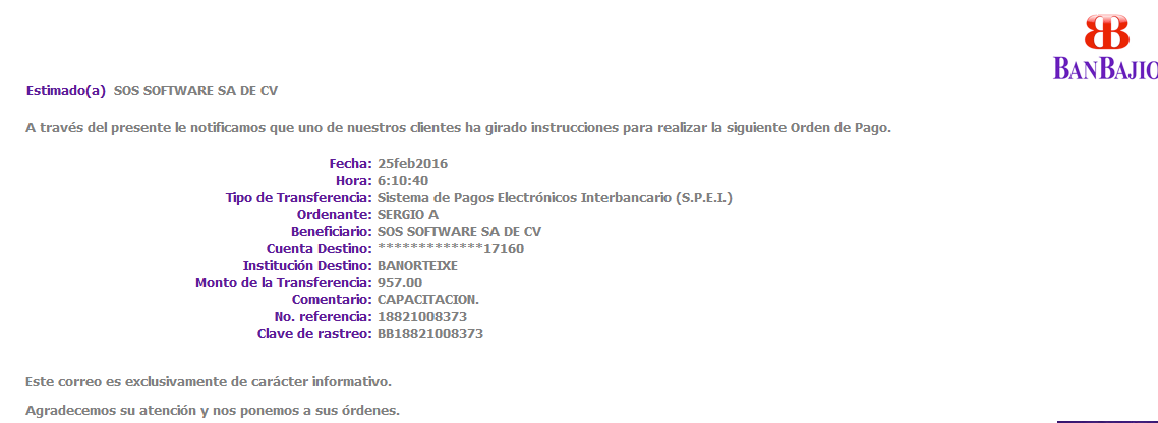 BANBAJIO
Estimado(a) SOS SOFTWARE SA DE CV
A través del presente le notificamos que uno de nuestros clientes ha girado instrucciones para realizar la siguiente Orden de Pago.
Fecha: 25feb2016
Hora: 6:10:40
Tipo de Transferencia: Sistema de Pagos Electrónicos Interbancario (S.P.E.I.)
Ordenante: SERGIO A
Beneficiario: SOS SOFTWARE SA DE CV
Cuenta Destino: *************17160
Institución Destino: BANORTEIXE
Monto de la Transferencia: 957.00
Comentario: CAPACITACION.
No. referencia: 18821008373
Clave de rastreo: BB18821008373
Este correo es exclusivamente de carácter informativo.
Agradecemos su atención y nos ponemos a sus órdenes.